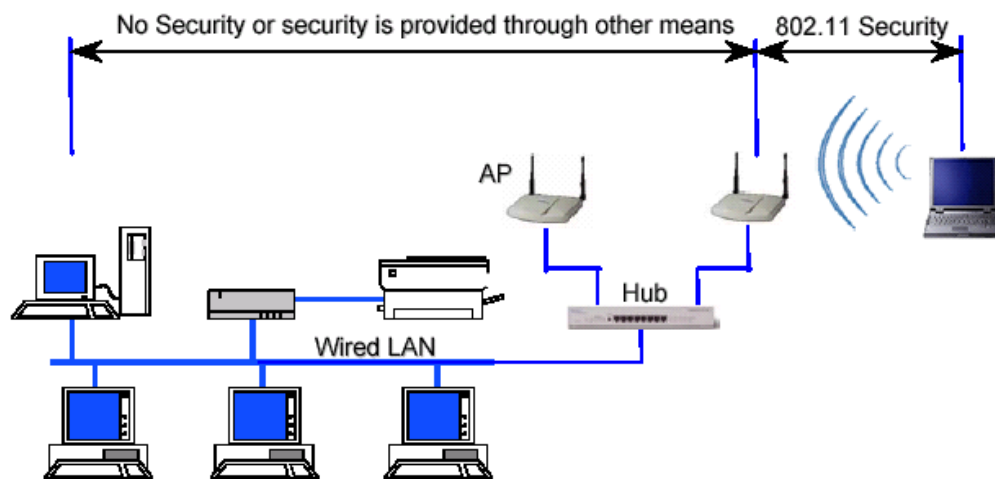 No Security or security is provided through other means
802.11 Security
AP
Hub
Wired LAN